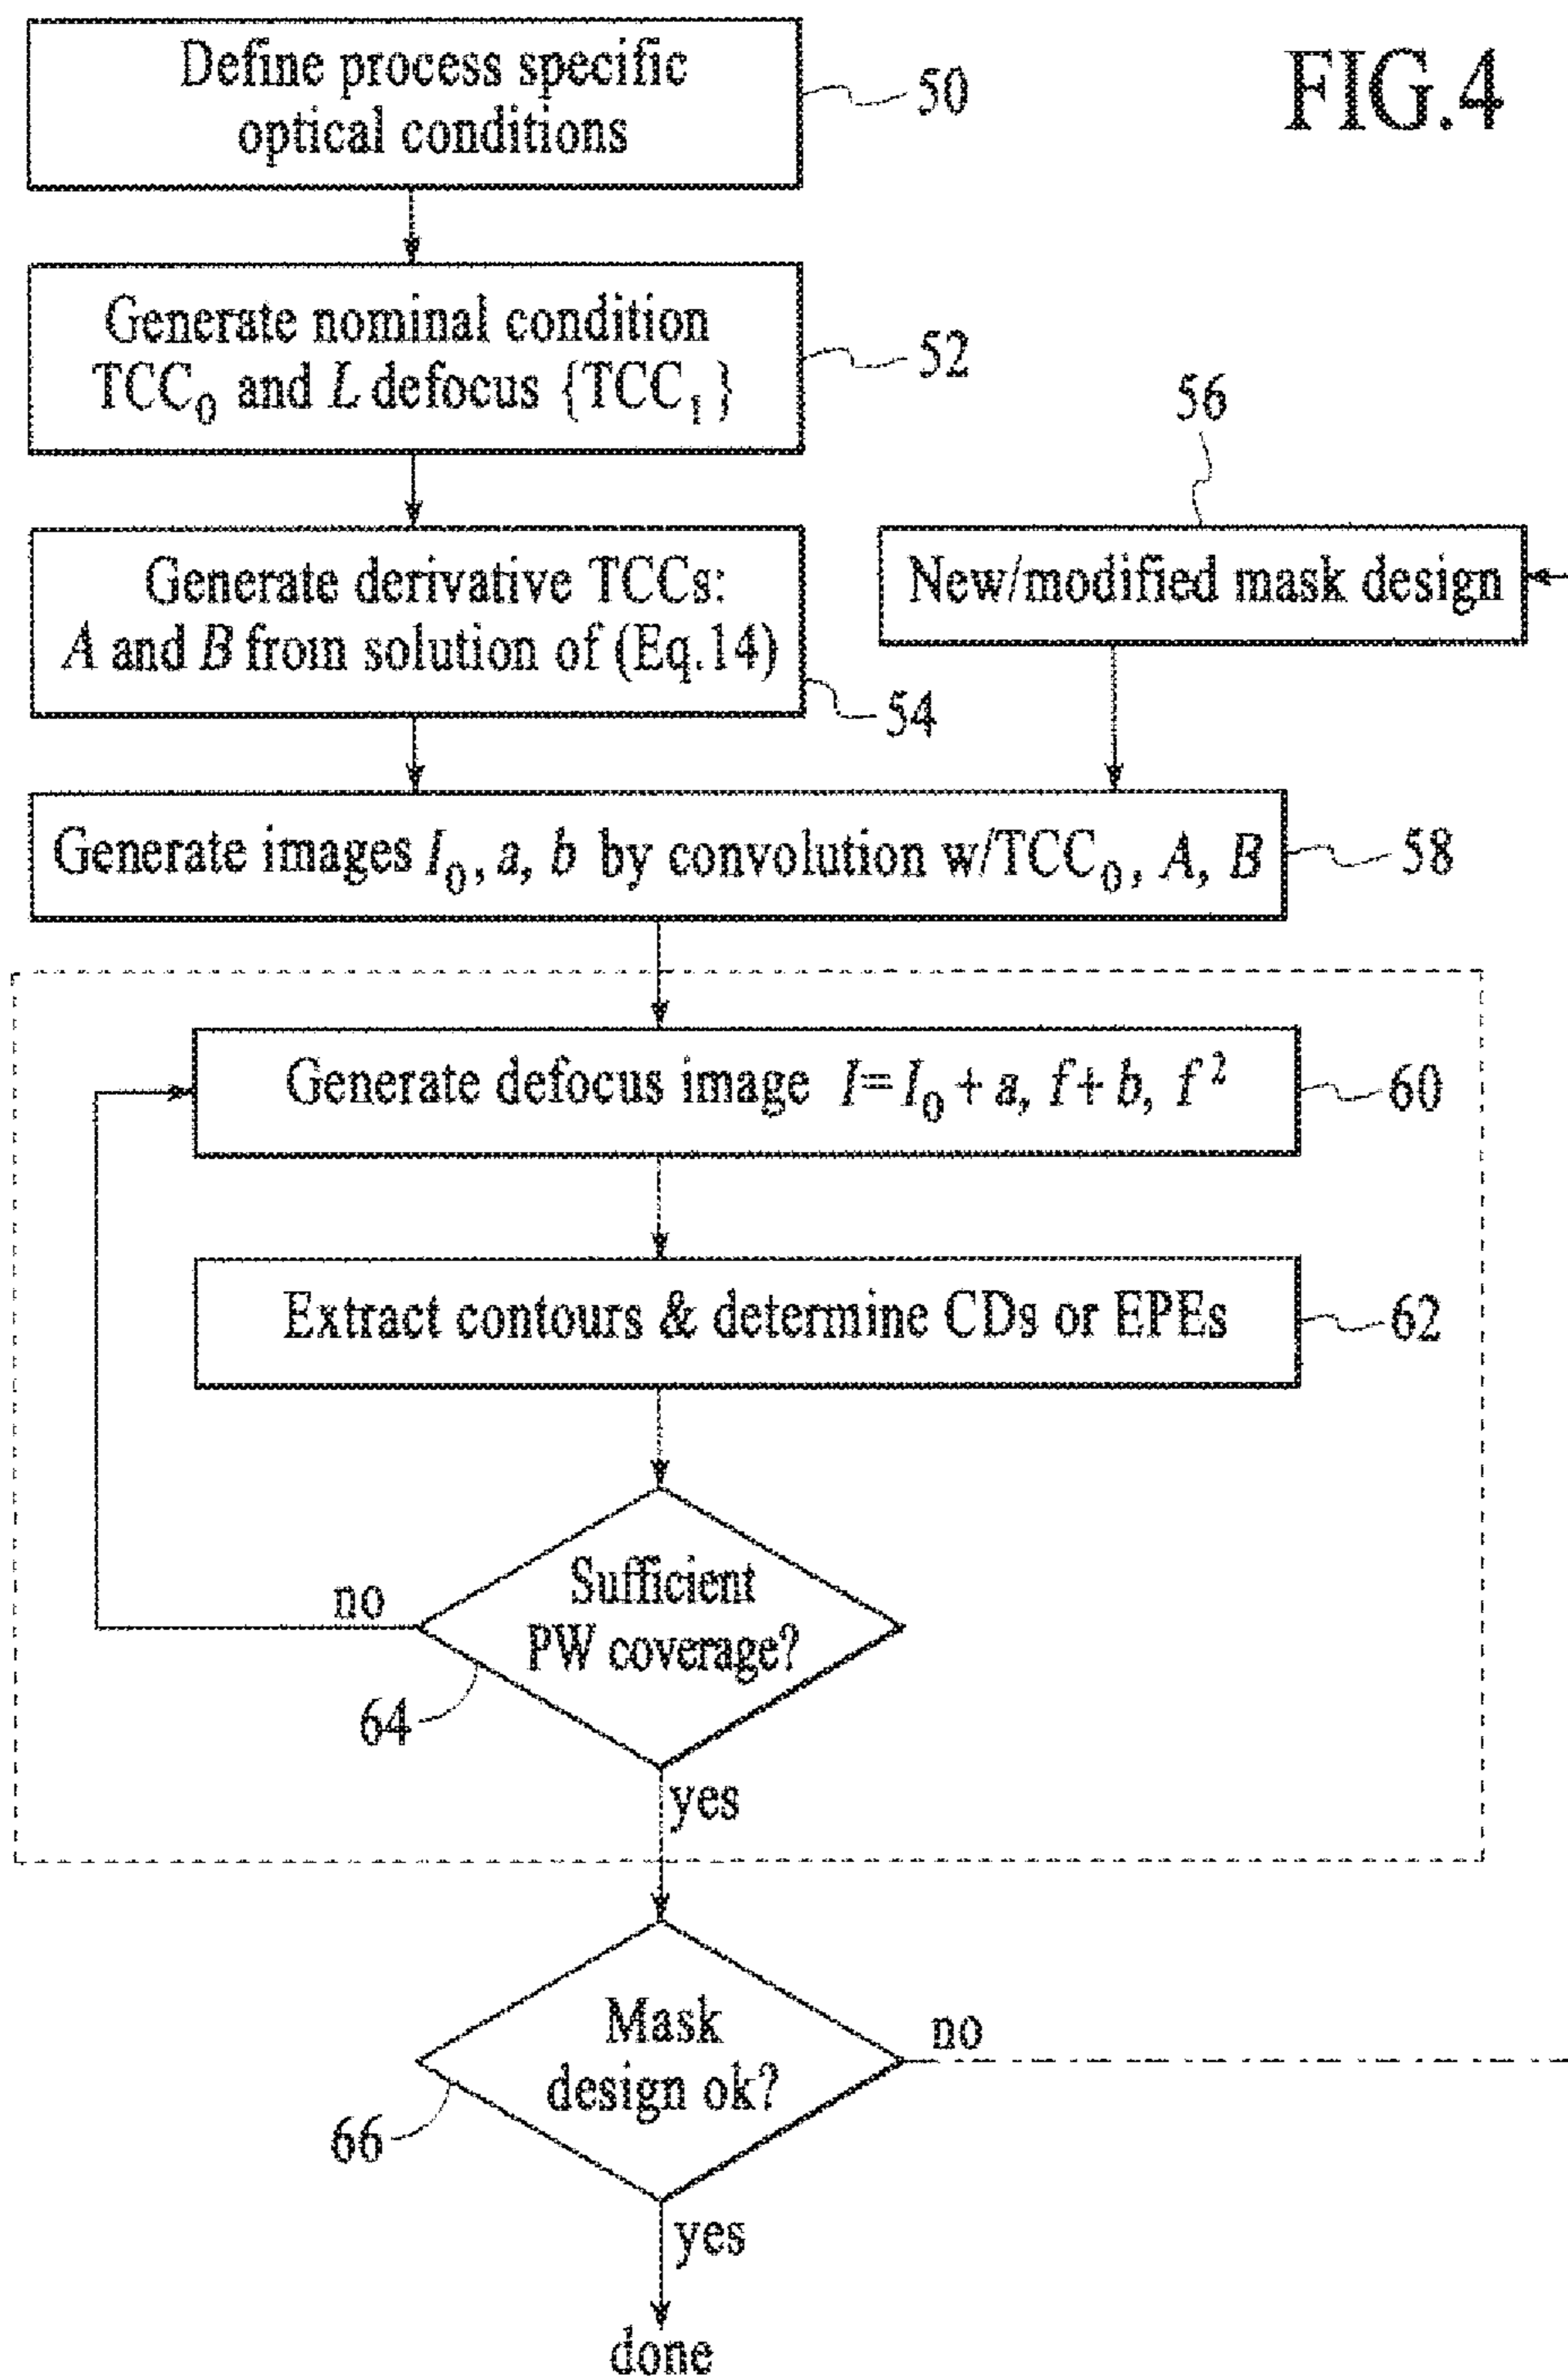 FIG.4
Define process specific
optical conditions
50
Generate nominal condition
TCC₀ and L defocus {TCC₁}
52
56
Generate derivative TCCs:
A and B from solution of (Eq.14)
54
New/modified mask design
Generate images I₀, a, b by convolution w/TCC₀, A, B
58
Generate defocus image I=I₀+a, f+b, f²
60
Extract contours & determine CDs or EPEs
62
Sufficient
PW coverage?
no
64
yes
Mask
design ok?
no
66
yes
done